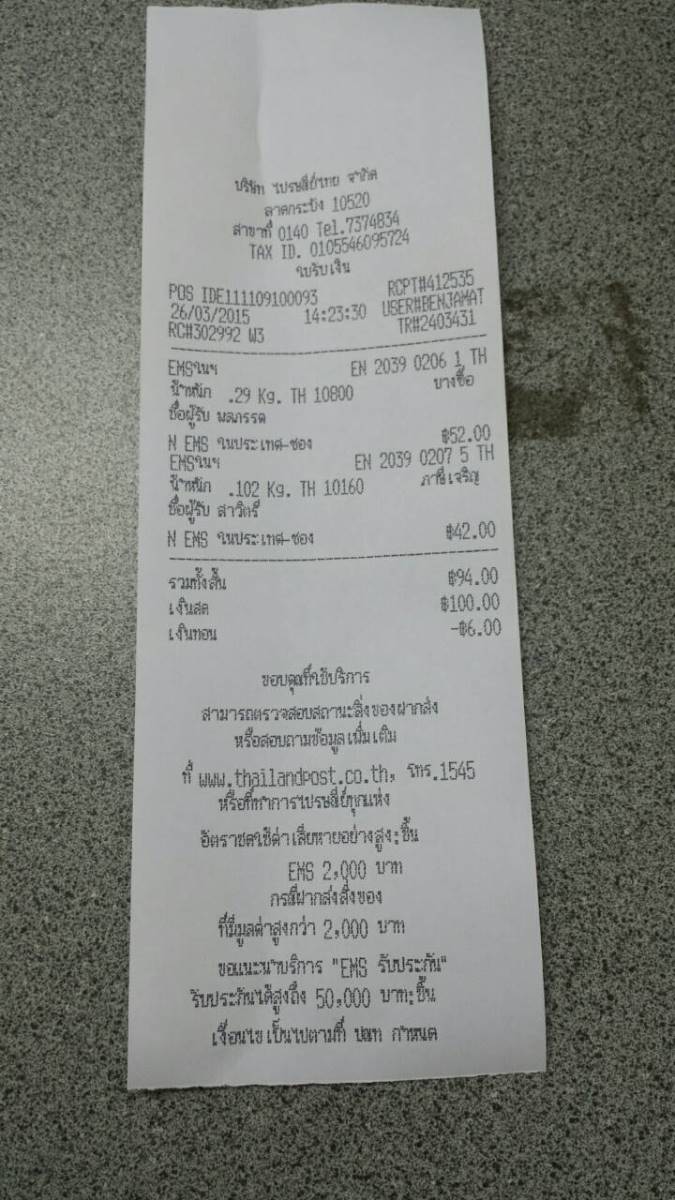 บริษัท ไปรษณีย์ไทย จำกัด
ลาดกระบัง 10520
สาขาที่ 0140 Tel.7374834
TAX ID. 0105546095724
ใบรับเงิน
POS IDE111109100093 RCPT#412535
26/03/2015 14:23:30 USER#BENJAMAT
RC#302992 W3 TR#2403431
EMSในฯ EN 2039 0206 1 TH
น้ำหนัก .29 Kg. TH 10800 บางซื่อ
ชื่อผู้รับ พลภรรค
N EMS ในประเทศ-ซอง ฿52.00
EMSในฯ EN 2039 0207 5 TH
น้ำหนัก .102 Kg. TH 10160 ภาษีเจริญ
ชื่อผู้รับ สาวิตรี
N EMS ในประเทศ-ซอง ฿42.00
รวมทั้งสิ้น ฿94.00
เงินสด ฿100.00
เงินทอน -฿6.00
ขอบคุณที่ใช้บริการ
สามารถตรวจสอบสถานะสิ่งของฝากส่ง
หรือสอบถามข้อมูลเพิ่มเติม
ที่ www.thailandpost.co.th, โทร.1545
หรือที่ทำการไปรษณีย์ทุกแห่ง
อัตราชดใช้ค่าเสียหายอย่างสูง:ชิ้น
EMS 2,000 บาท
กรณีฝากส่งสิ่งของ
ที่มีมูลค่าสูงกว่า 2,000 บาท
ขอแนะนำบริการ "EMS รับประกัน"
รับประกันได้สูงถึง 50,000 บาท:ชิ้น
เงื่อนไขเป็นไปตามที่ ปณท กำหนด